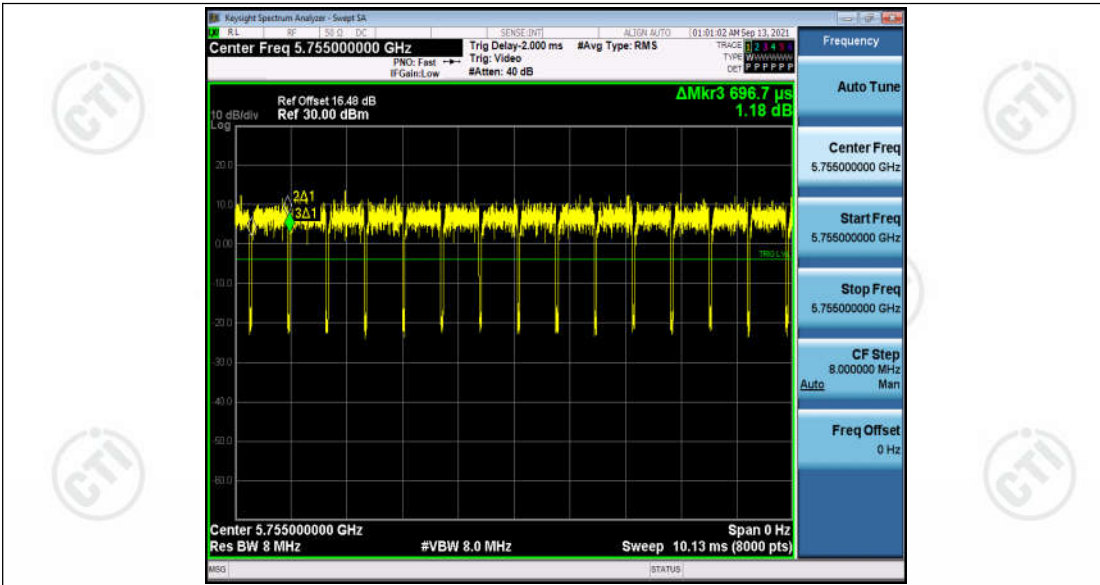 Keysight Spectrum Analyzer - Swept SA
RL RF 50 Ω DC SENSE:INT ALIGN AUTO 01:01:02 AM Sep 13, 2021
Center Freq 5.755000000 GHz
PNO: Fast
IFGain:Low
Trig Delay-2.000 ms
Trig: Video
#Atten: 40 dB
#Avg Type: RMS
TRACE 1 2 3 4 5 6
TYPE W
DET P P P P P P
ΔMkr3 696.7 µs
1.18 dB
Ref Offset 16.48 dB
10 dB/div Ref 30.00 dBm
Log
20.0
10.0
0.00
-10.0
-20.0
-30.0
-40.0
-50.0
-60.0
2Δ1
3Δ1
Center 5.755000000 GHz Span 0 Hz
Res BW 8 MHz #VBW 8.0 MHz Sweep 10.13 ms (8000 pts)
MSG STATUS
Frequency
Auto Tune
Center Freq
5.755000000 GHz
Start Freq
5.755000000 GHz
Stop Freq
5.755000000 GHz
CF Step
8.000000 MHz
Auto Man
Freq Offset
0 Hz
CTI
CTI
CTI
CTI